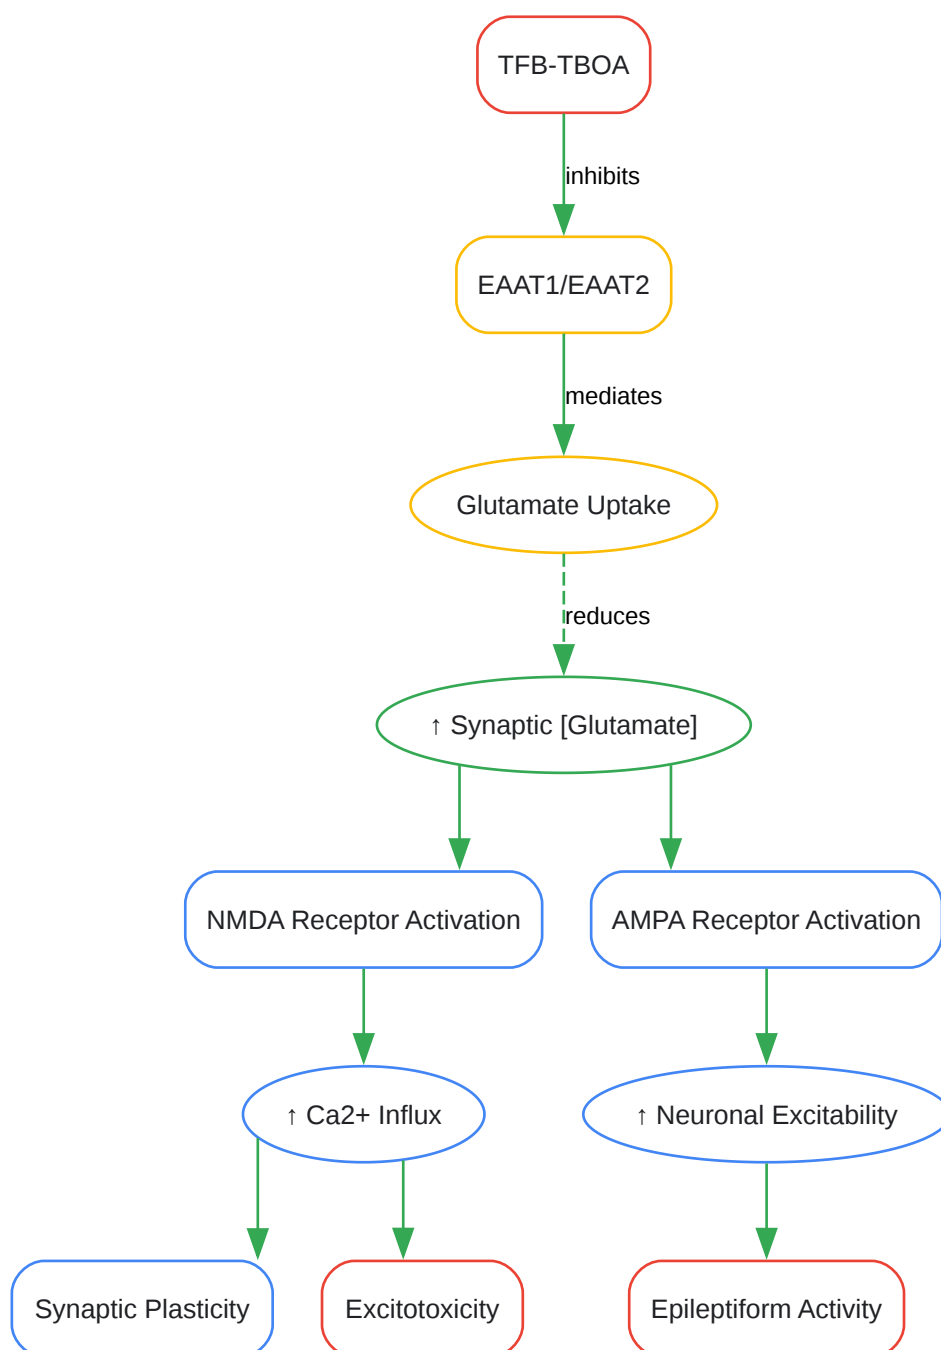 TFB-TBOA
inhibits
EAAT1/EAAT2
mediates
Glutamate Uptake
reduces
↑ Synaptic [Glutamate]
NMDA Receptor Activation
AMPA Receptor Activation
↑ Ca2+ Influx
↑ Neuronal Excitability
Synaptic Plasticity
Excitotoxicity
Epileptiform Activity